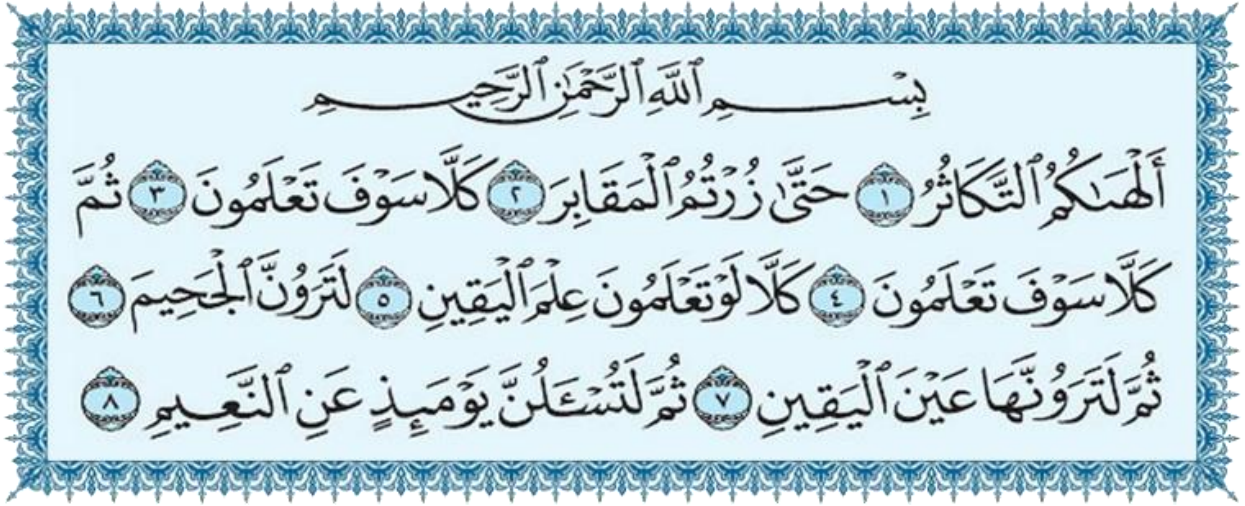 بِسْمِ ٱللَّهِ ٱلرَّحْمَٰنِ ٱلرَّحِيمِ
أَلْهَىٰكُمُ ٱلتَّكَاثُرُ ١ حَتَّىٰ زُرْتُمُ ٱلْمَقَابِرَ ٢ كَلَّا سَوْفَ تَعْلَمُونَ ٣ ثُمَّ
كَلَّا سَوْفَ تَعْلَمُونَ ٤ كَلَّا لَوْ تَعْلَمُونَ عِلْمَ ٱلْيَقِينِ ٥ لَتَرَوُنَّ ٱلْجَحِيمَ ٦
ثُمَّ لَتَرَوُنَّهَا عَيْنَ ٱلْيَقِينِ ٧ ثُمَّ لَتُسْـَٔلُنَّ يَوْمَئِذٍ عَنِ ٱلنَّعِيمِ ٨